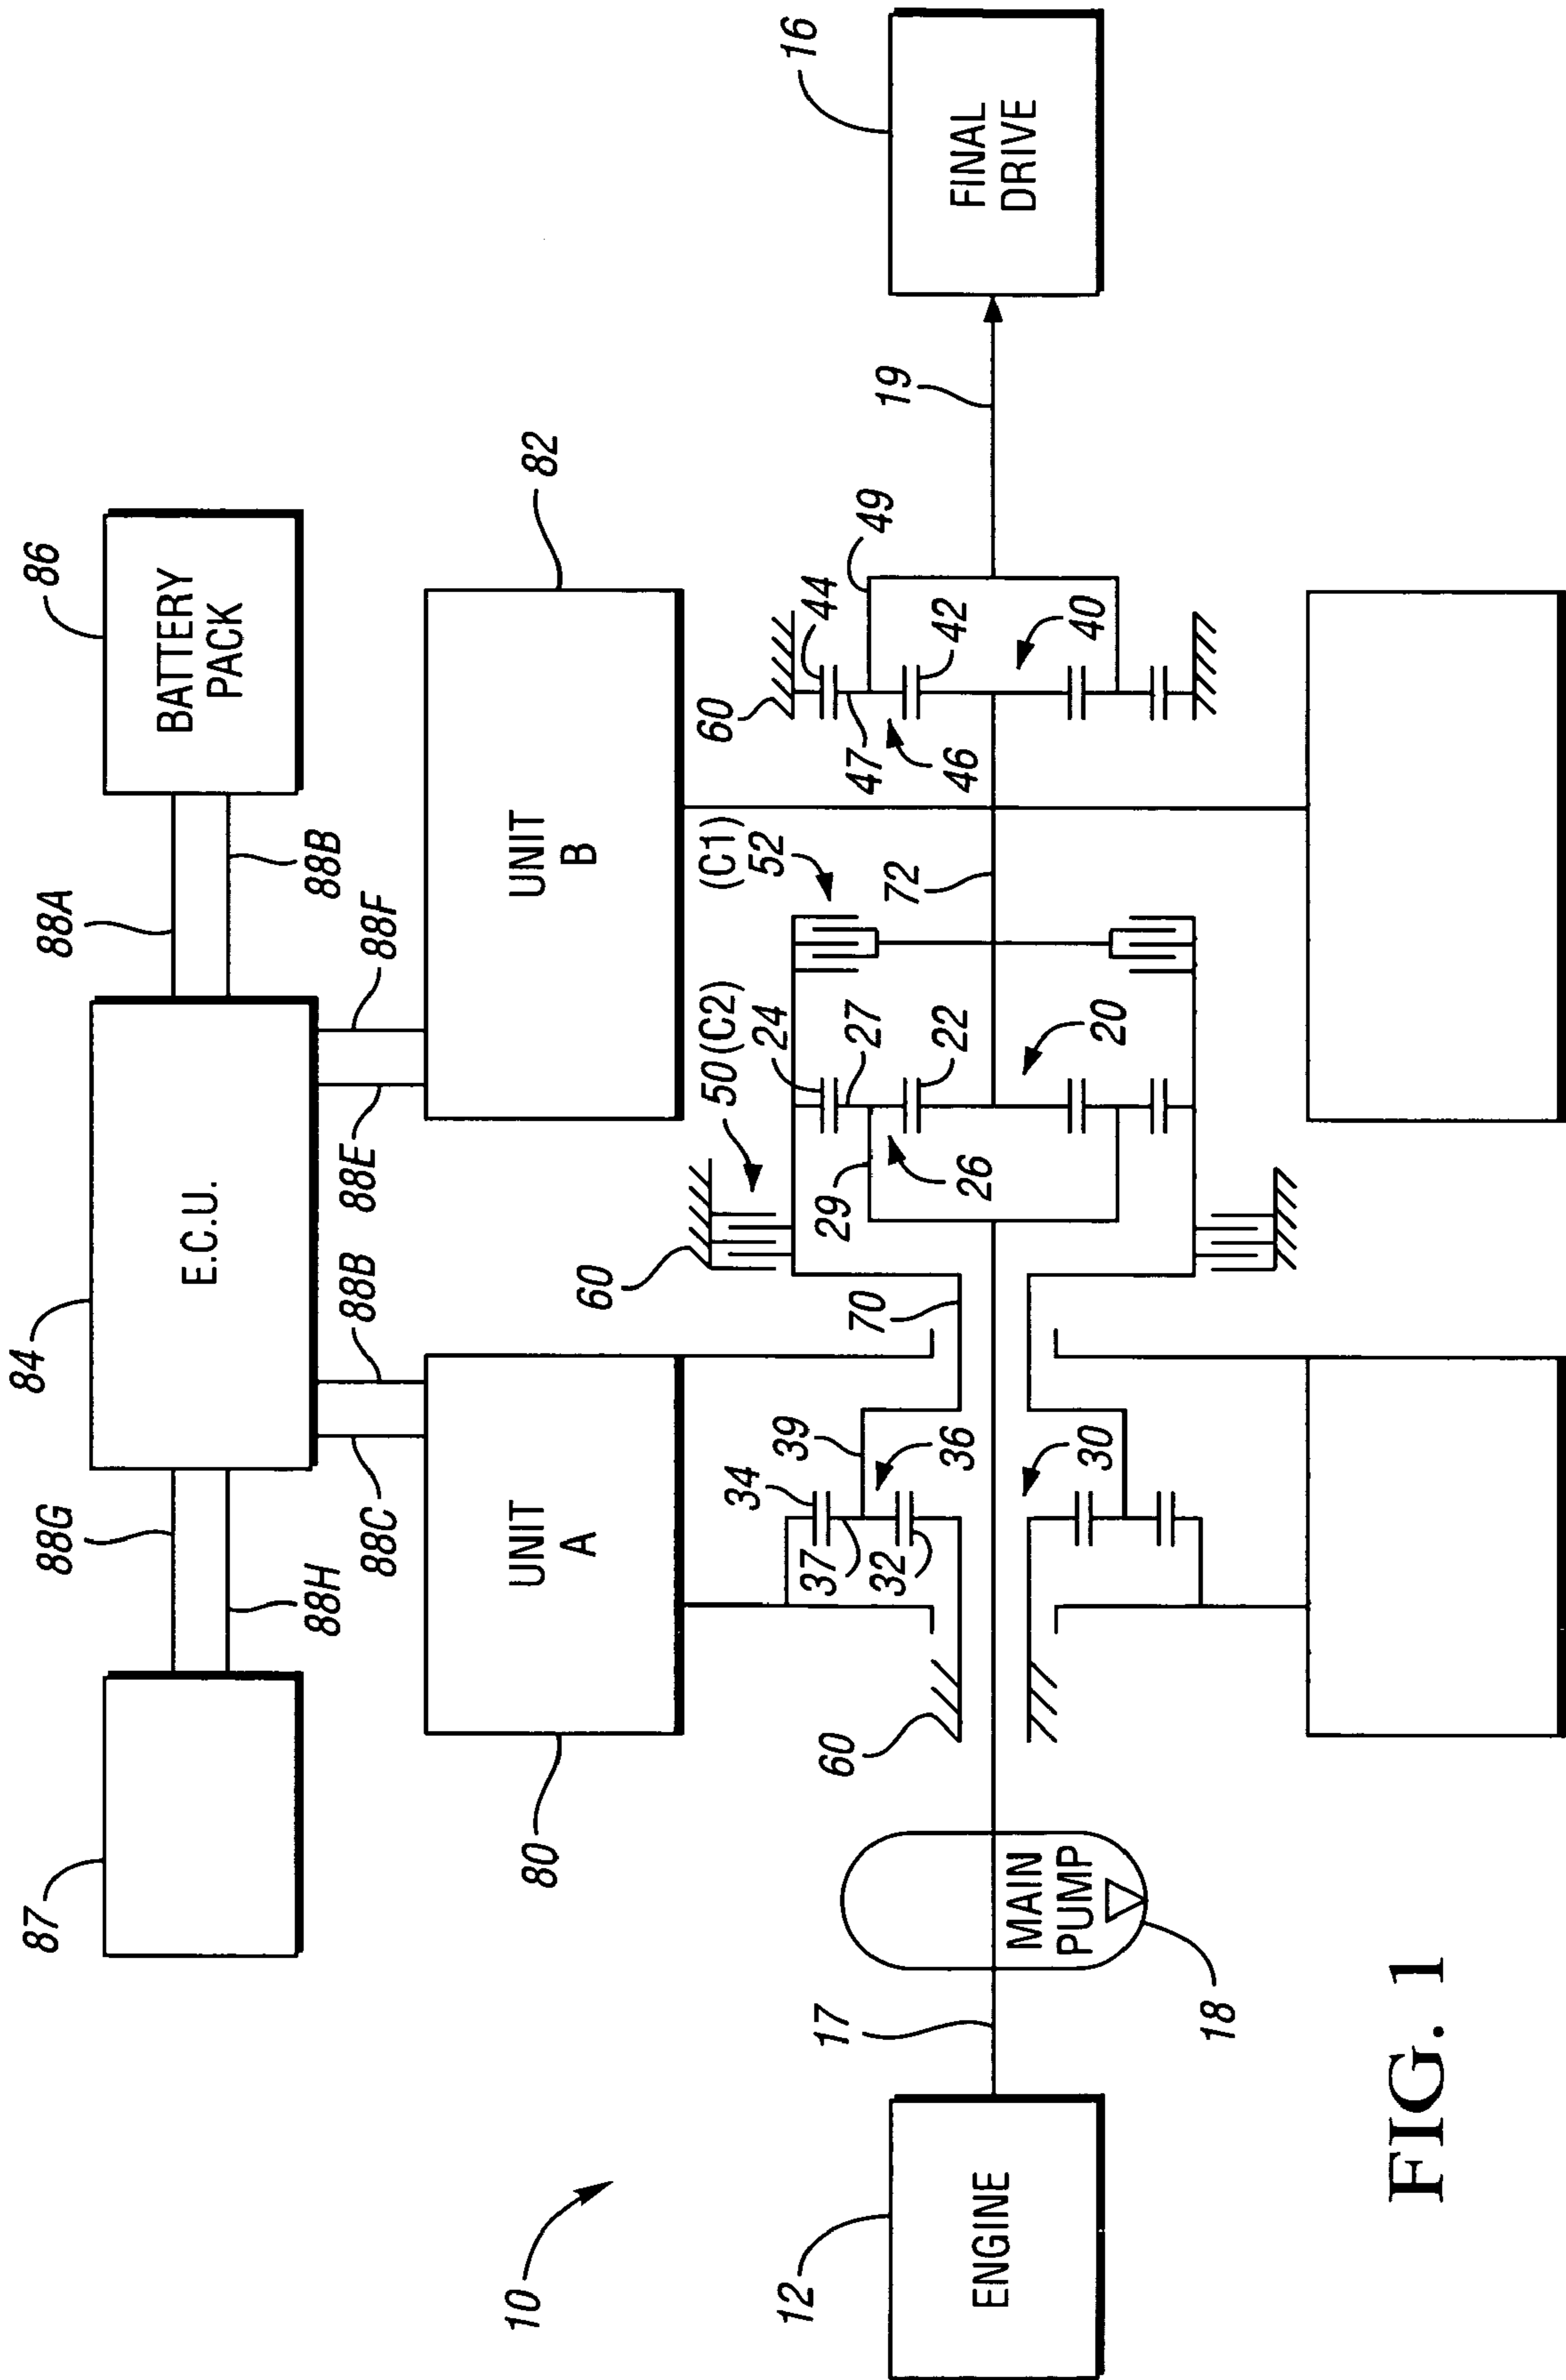 10
12
ENGINE
17
MAIN
PUMP
18
87
88G
88H
84
E.C.U.
88A
88B
86
BATTERY
PACK
88C
88B
88E
88F
80
UNIT
A
UNIT
B
82
60
34
39
37
32
36
30
70
60
50(C2)
24
27
22
29
26
20
(C1)
52
72
60
44
49
47
42
46
40
19
16
FINAL
DRIVE
FIG. 1